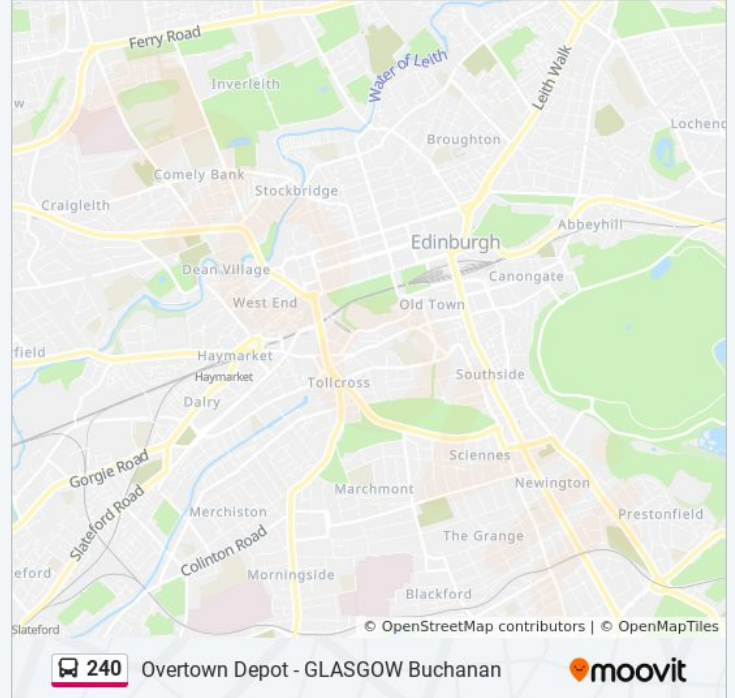 Ferry Road
Inverleith
Water of Leith
Leith Walk
w
Lochend
Broughton
Comely Bank
Stockbridge
Craigleith
Abbeyhill
Edinburgh
Dean Village
Canongate
West End
Old Town
field
Haymarket
Haymarket
Tollcross
Southside
Dalry
Gorgie Road
Sciennes
Newington
Marchmont
Slateford Road
Merchiston
Prestonfield
Colinton Road
The Grange
eford
Morningside
Blackford
Slateford
© OpenStreetMap contributors | © OpenMapTiles
240 Overtown Depot - GLASGOW Buchanan
moovit